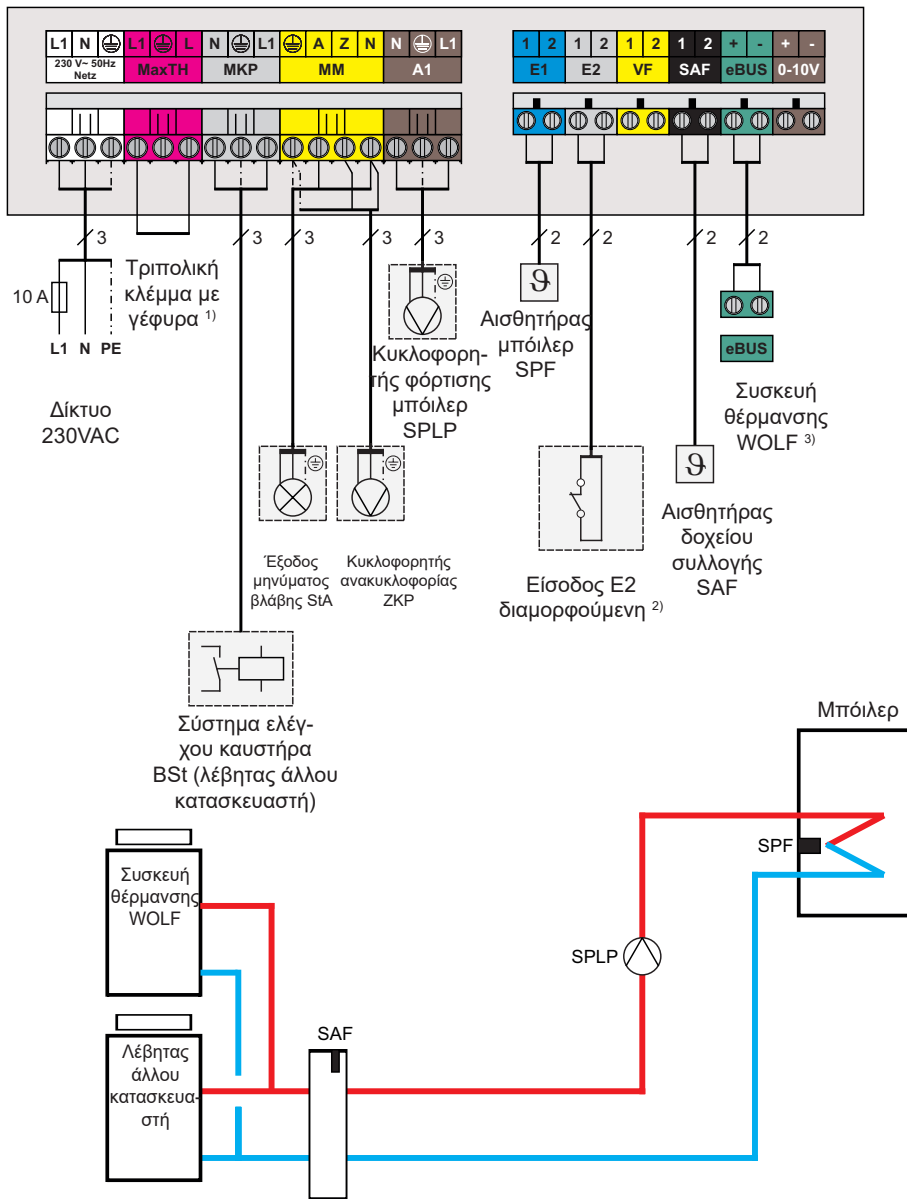 L1 N L1 L N L1 A Z N N L1 1 2 1 2 1 2 1 2 + - + -
230 V~ 50Hz
Netz
MaxTH MKP MM A1 E1 E2 VF SAF eBUS 0-10V
3 3 3 3 3 2 2 2 2
10 A
L1 N PE
Δίκτυο
230VAC
Τριπολική
κλέμμα με
γέφυρα 1)
Κυκλοφορη-
τής φόρτισης
μπόιλερ
SPLP
ϑ
Αισθητήρας
μπόιλερ
SPF
eBUS
Συσκευή
θέρμανσης
WOLF 3)
ϑ
Αισθητήρας
δοχείου
συλλογής
SAF
Έξοδος
μηνύματος
βλάβης StA
Κυκλοφορητής
ανακυκλοφορίας
ZKP
Είσοδος E2
διαμορφούμενη 2)
Σύστημα ελέγ-
χου καυστήρα
BSt (λέβητας άλλου
κατασκευαστή)
Μπόιλερ
SPF
SPLP
Συσκευή
θέρμανσης
WOLF
SAF
Λέβητας
άλλου
κατασκευα-
στή